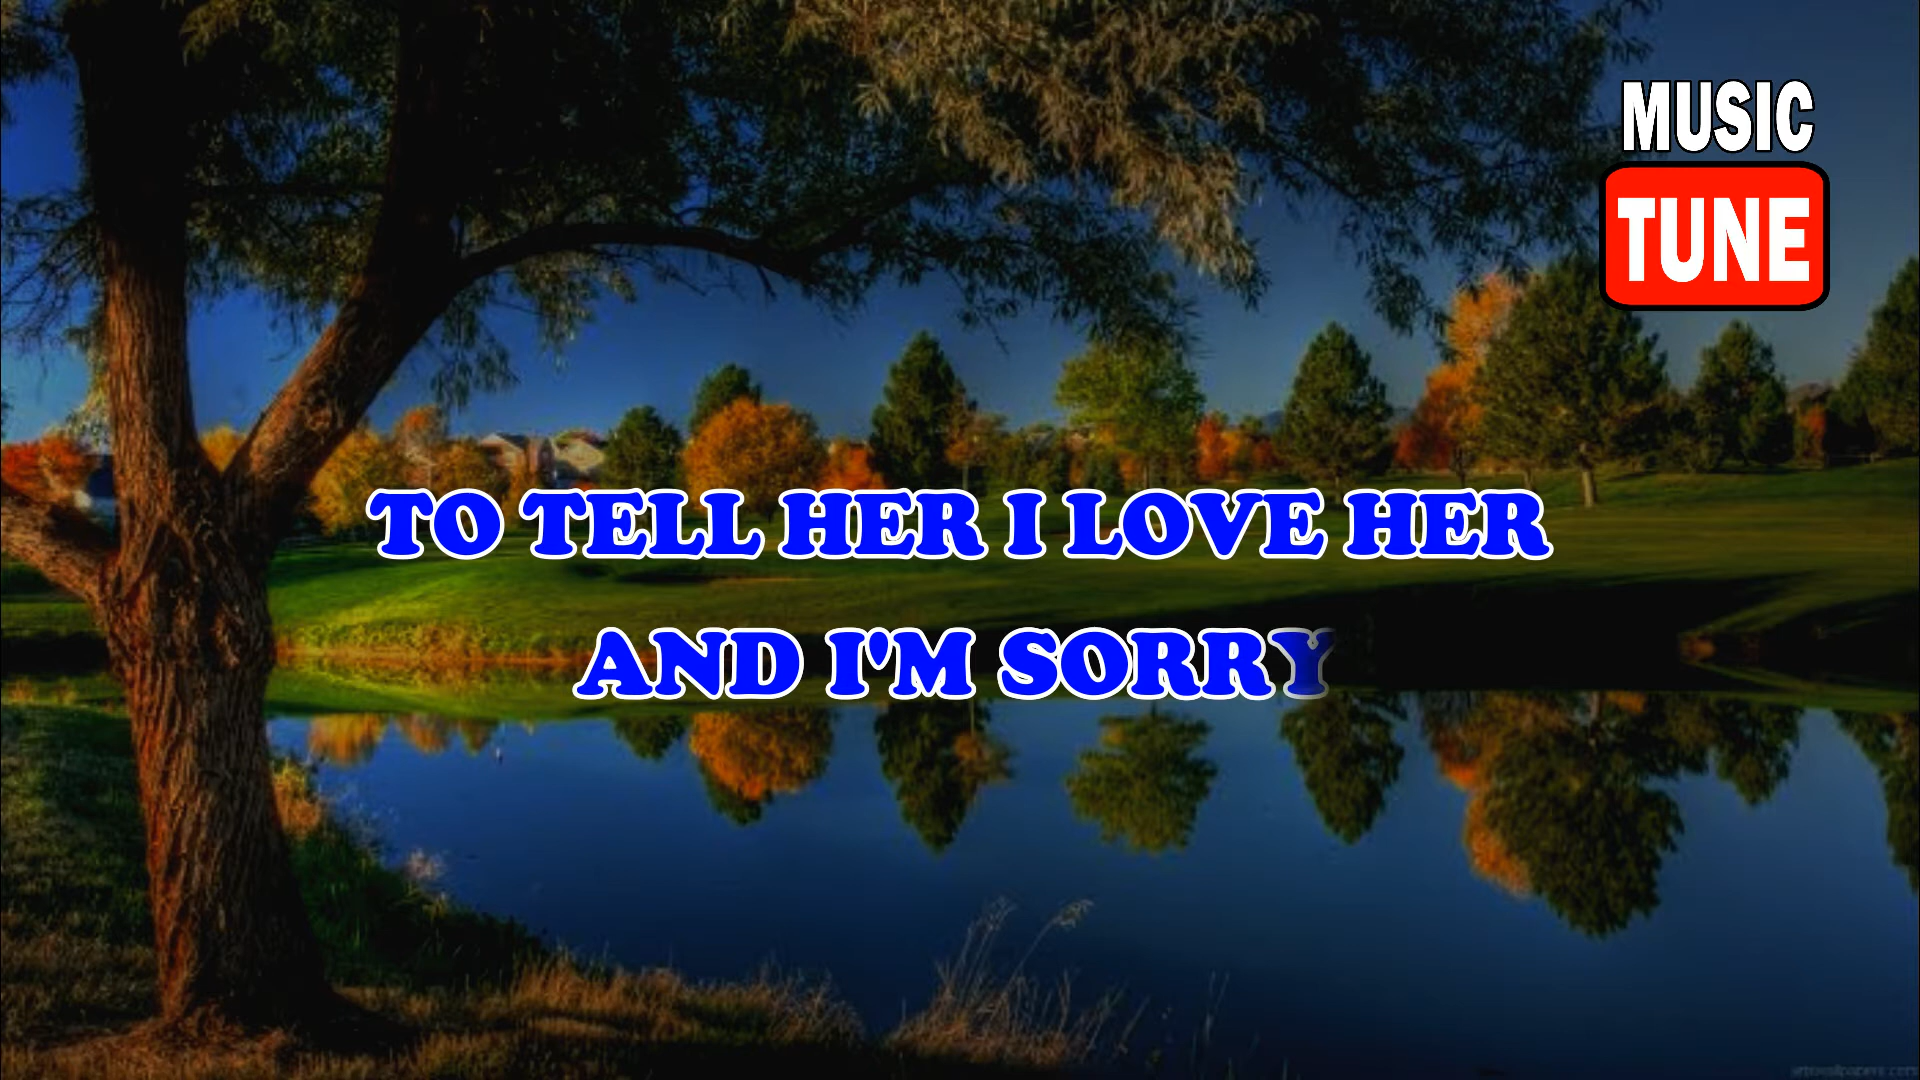 MUSIC
TUNE
TO TELL HER I LOVE HER
AND I'M SORRY